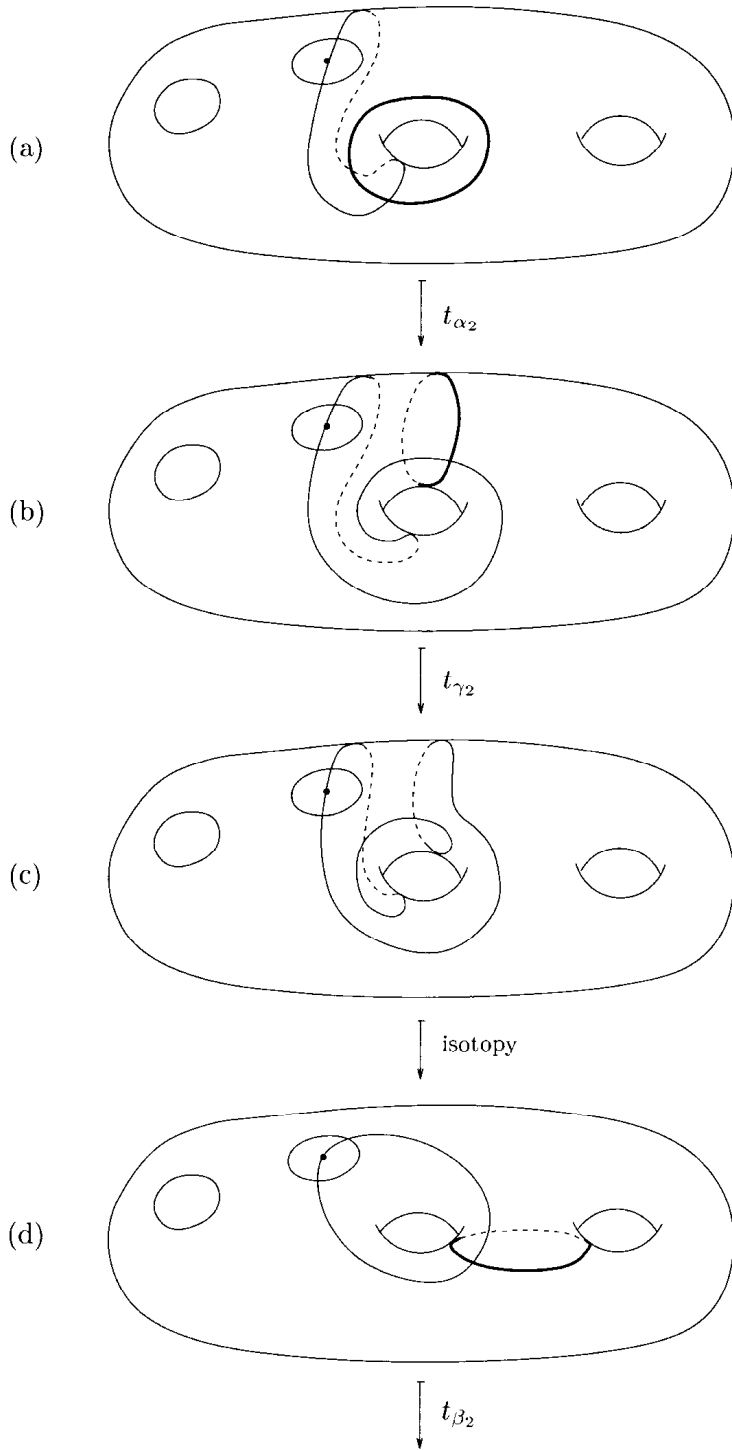 (a)
t_{α_2}
(b)
t_{γ_2}
(c)
isotopy
(d)
t_{β_2}